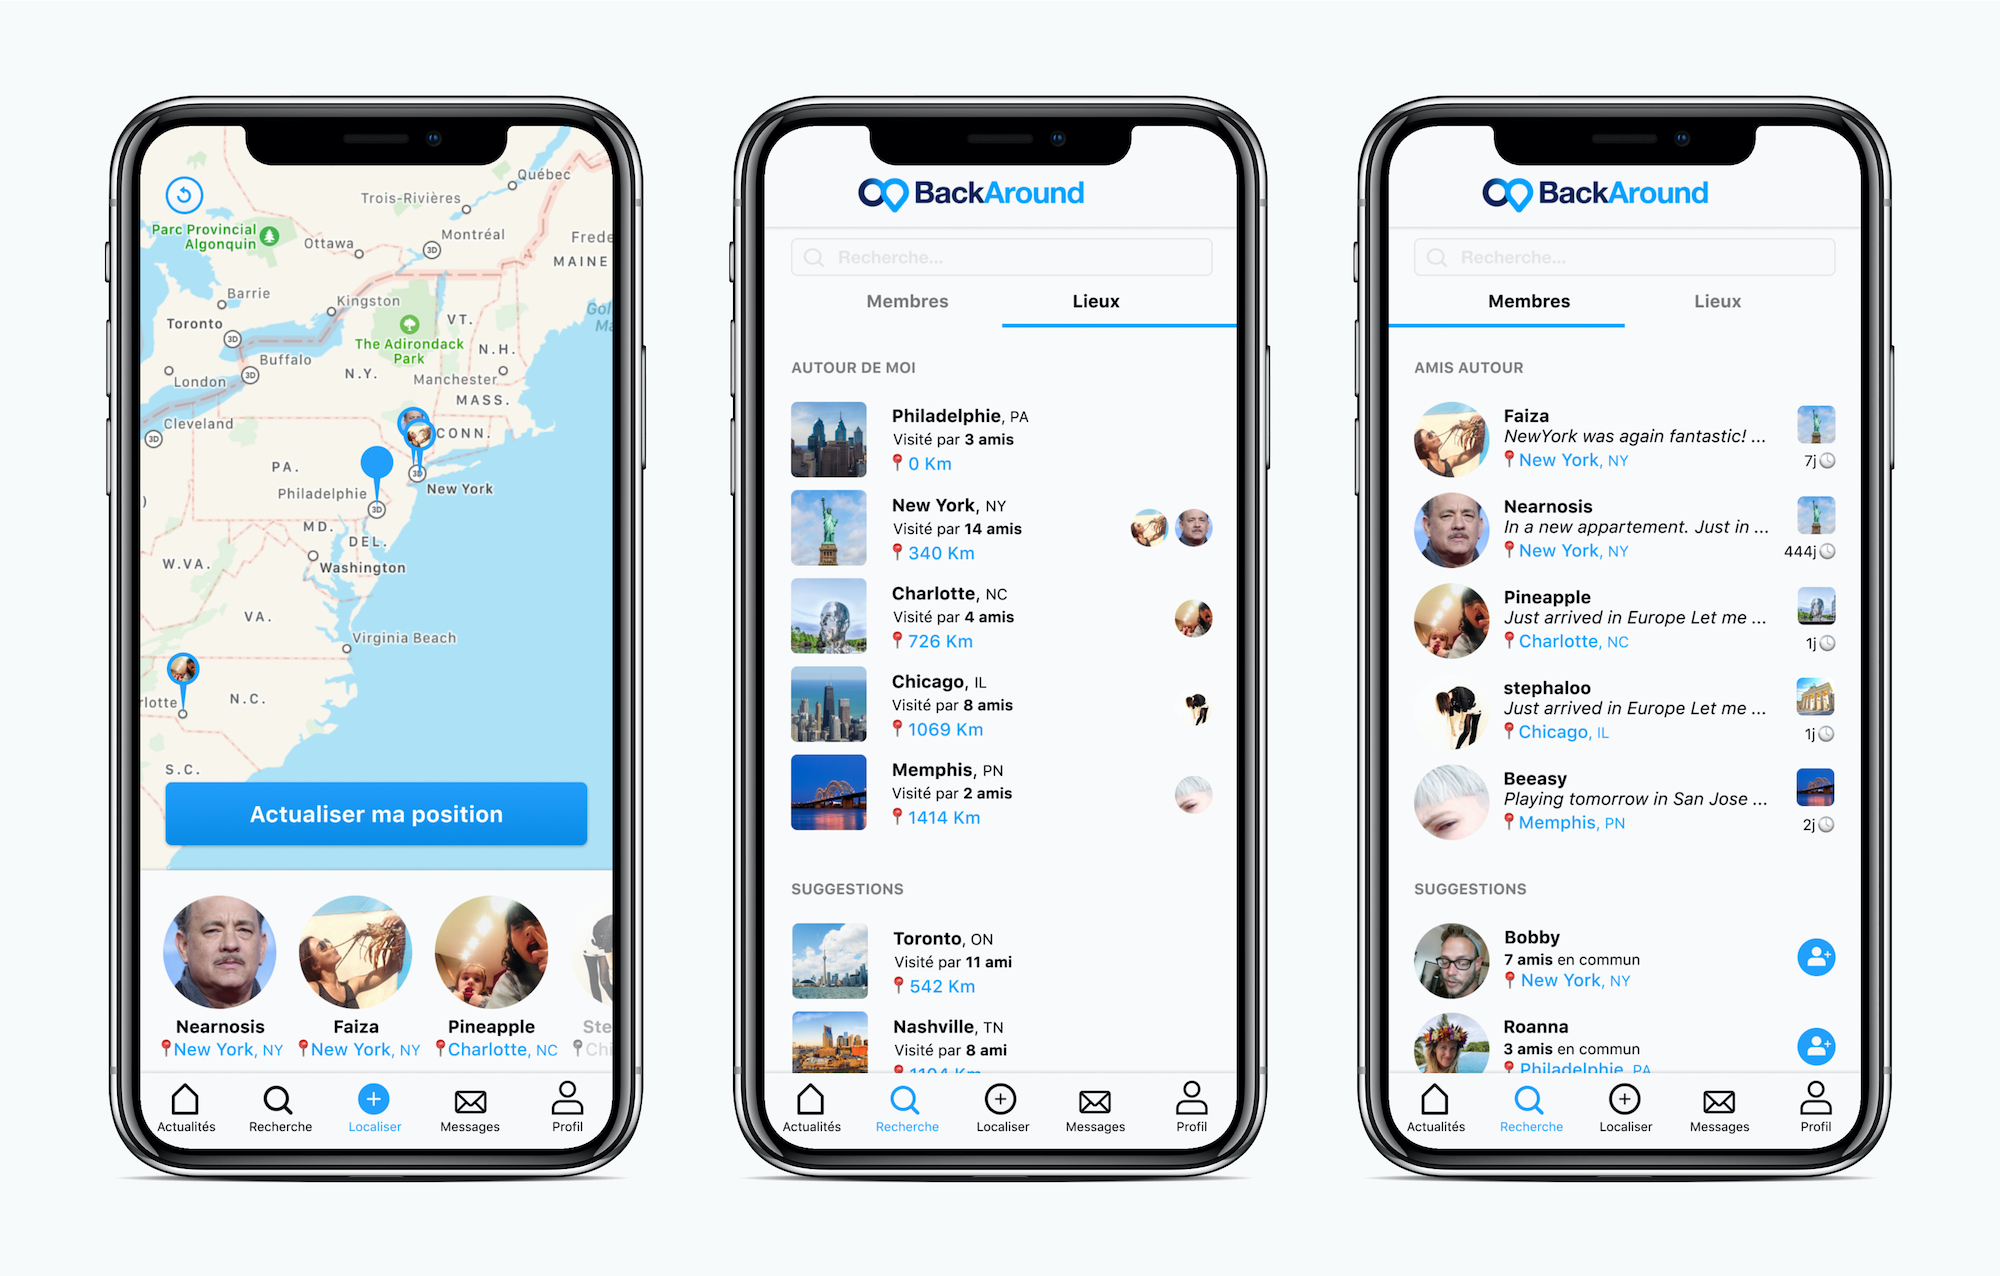 Québec
Trois-Rivières
Parc Provincial
Algonquin
Ottawa
Montréal
3D
Frede
MAINE
Barrie
Kingston
Gol
Toronto
3D
VT.
The Adirondack
Park
N.H.
Buffalo
3D
London
N.Y.
Manchester
MASS.
Cleveland
3D
CONN.
PA.
3D
New York
Philadelphie
3D
MD.
DEL.
W.VA.
Washington
VA.
Virginia Beach
rlotte
N.C.
S.C.
Actualiser ma position
Nearnosis
New York, NY
Faiza
New York, NY
Pineapple
Charlotte, NC
Ste
Chi
Actualités
Recherche
Localiser
Messages
Profil
BackAround
Recherche...
Membres
Lieux
AUTOUR DE MOI
Philadelphie, PA
Visité par 3 amis
0 Km
New York, NY
Visité par 14 amis
340 Km
Charlotte, NC
Visité par 4 amis
726 Km
Chicago, IL
Visité par 8 amis
1069 Km
Memphis, PN
Visité par 2 amis
1414 Km
SUGGESTIONS
Toronto, ON
Visité par 11 ami
542 Km
Nashville, TN
Visité par 8 ami
Actualités
Recherche
Localiser
Messages
Profil
BackAround
Recherche...
Membres
Lieux
AMIS AUTOUR
Faiza
NewYork was again fantastic! ...
New York, NY
7j
Nearnosis
In a new appartement. Just in ...
New York, NY
444j
Pineapple
Just arrived in Europe Let me ...
Charlotte, NC
1j
stephaloo
Just arrived in Europe Let me ...
Chicago, IL
1j
Beeasy
Playing tomorrow in San Jose ...
Memphis, PN
2j
SUGGESTIONS
Bobby
7 amis en commun
New York, NY
Roanna
3 amis en commun
Philadelphie, PA
Actualités
Recherche
Localiser
Messages
Profil